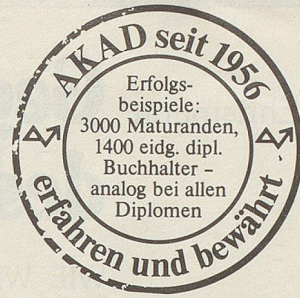 AKAD seit 1956
Erfolgs-
beispiele:
3000 Maturanden,
1400 eidg. dipl.
Buchhalter –
analog bei allen
Diplomen
erfahren und bewährt